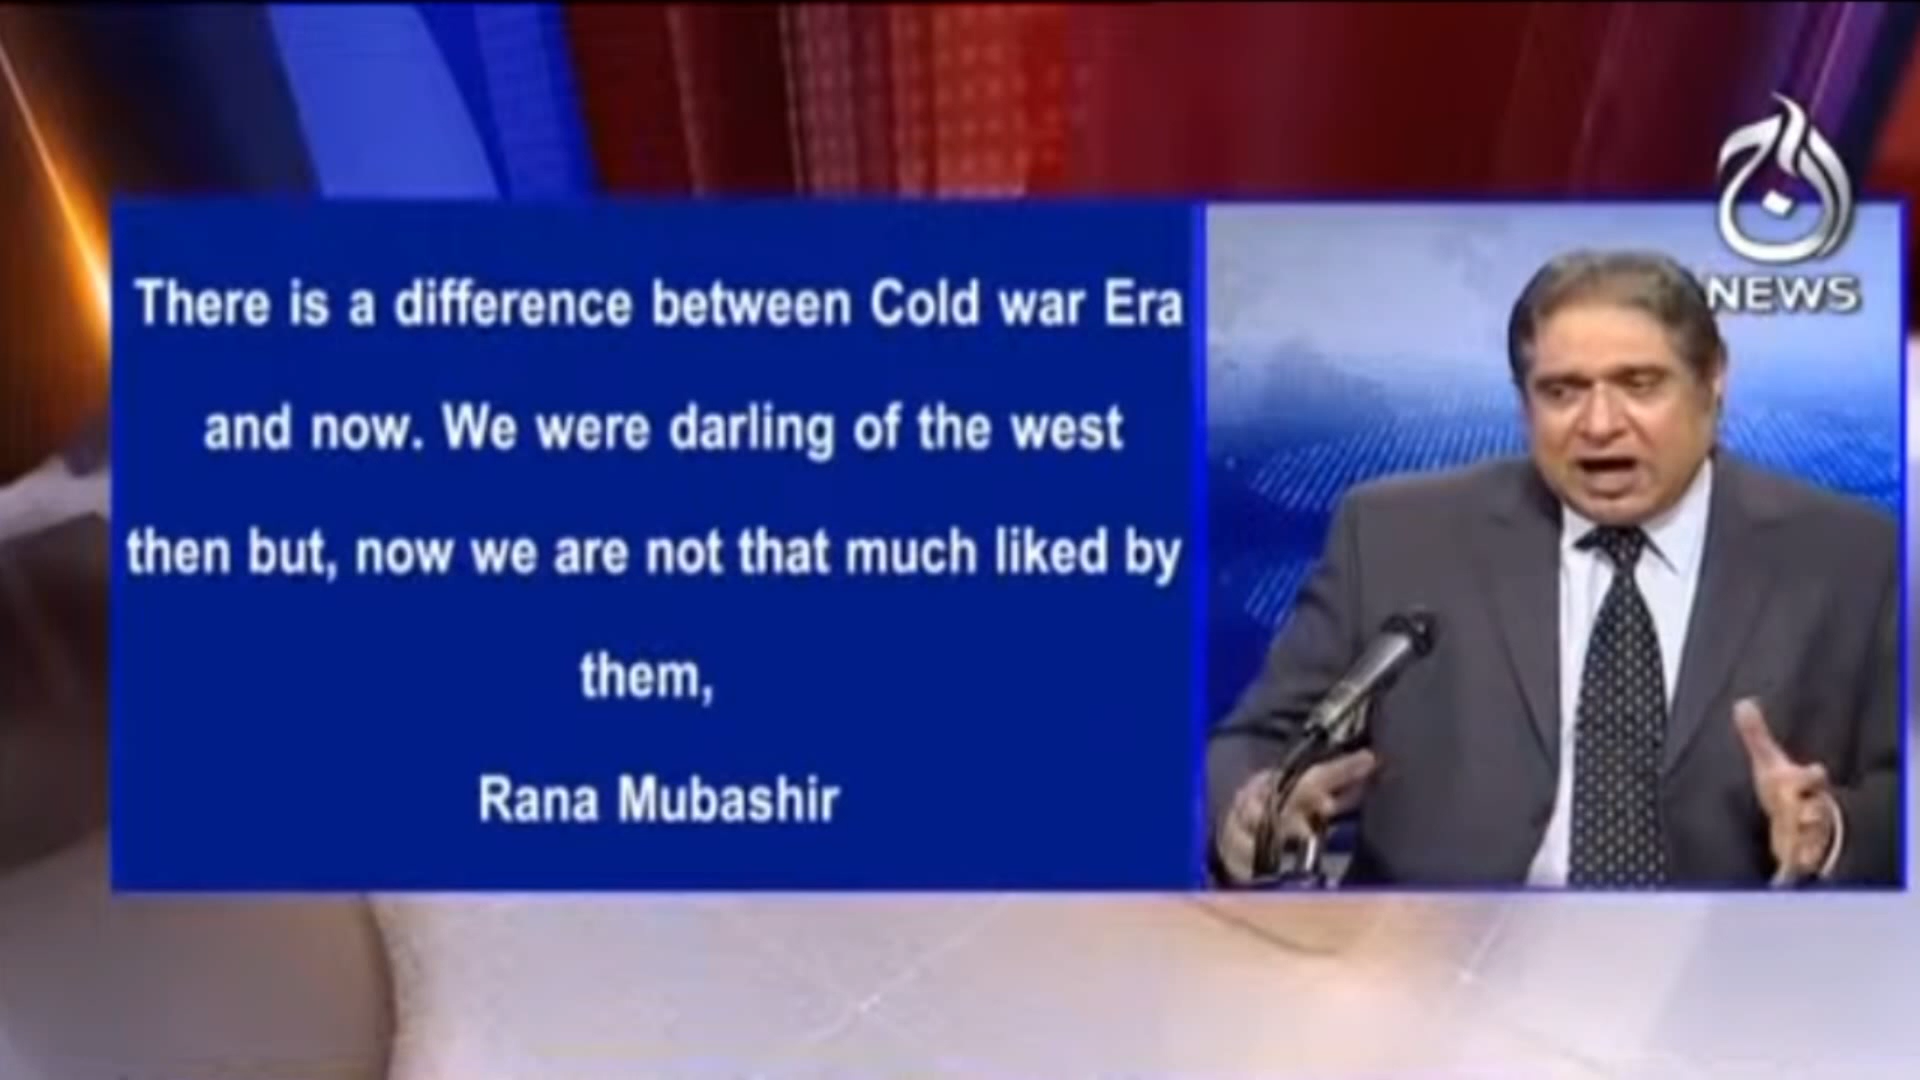 آج
NEWS
There is a difference between Cold war Era
and now. We were darling of the west
then but, now we are not that much liked by
them,
Rana Mubashir